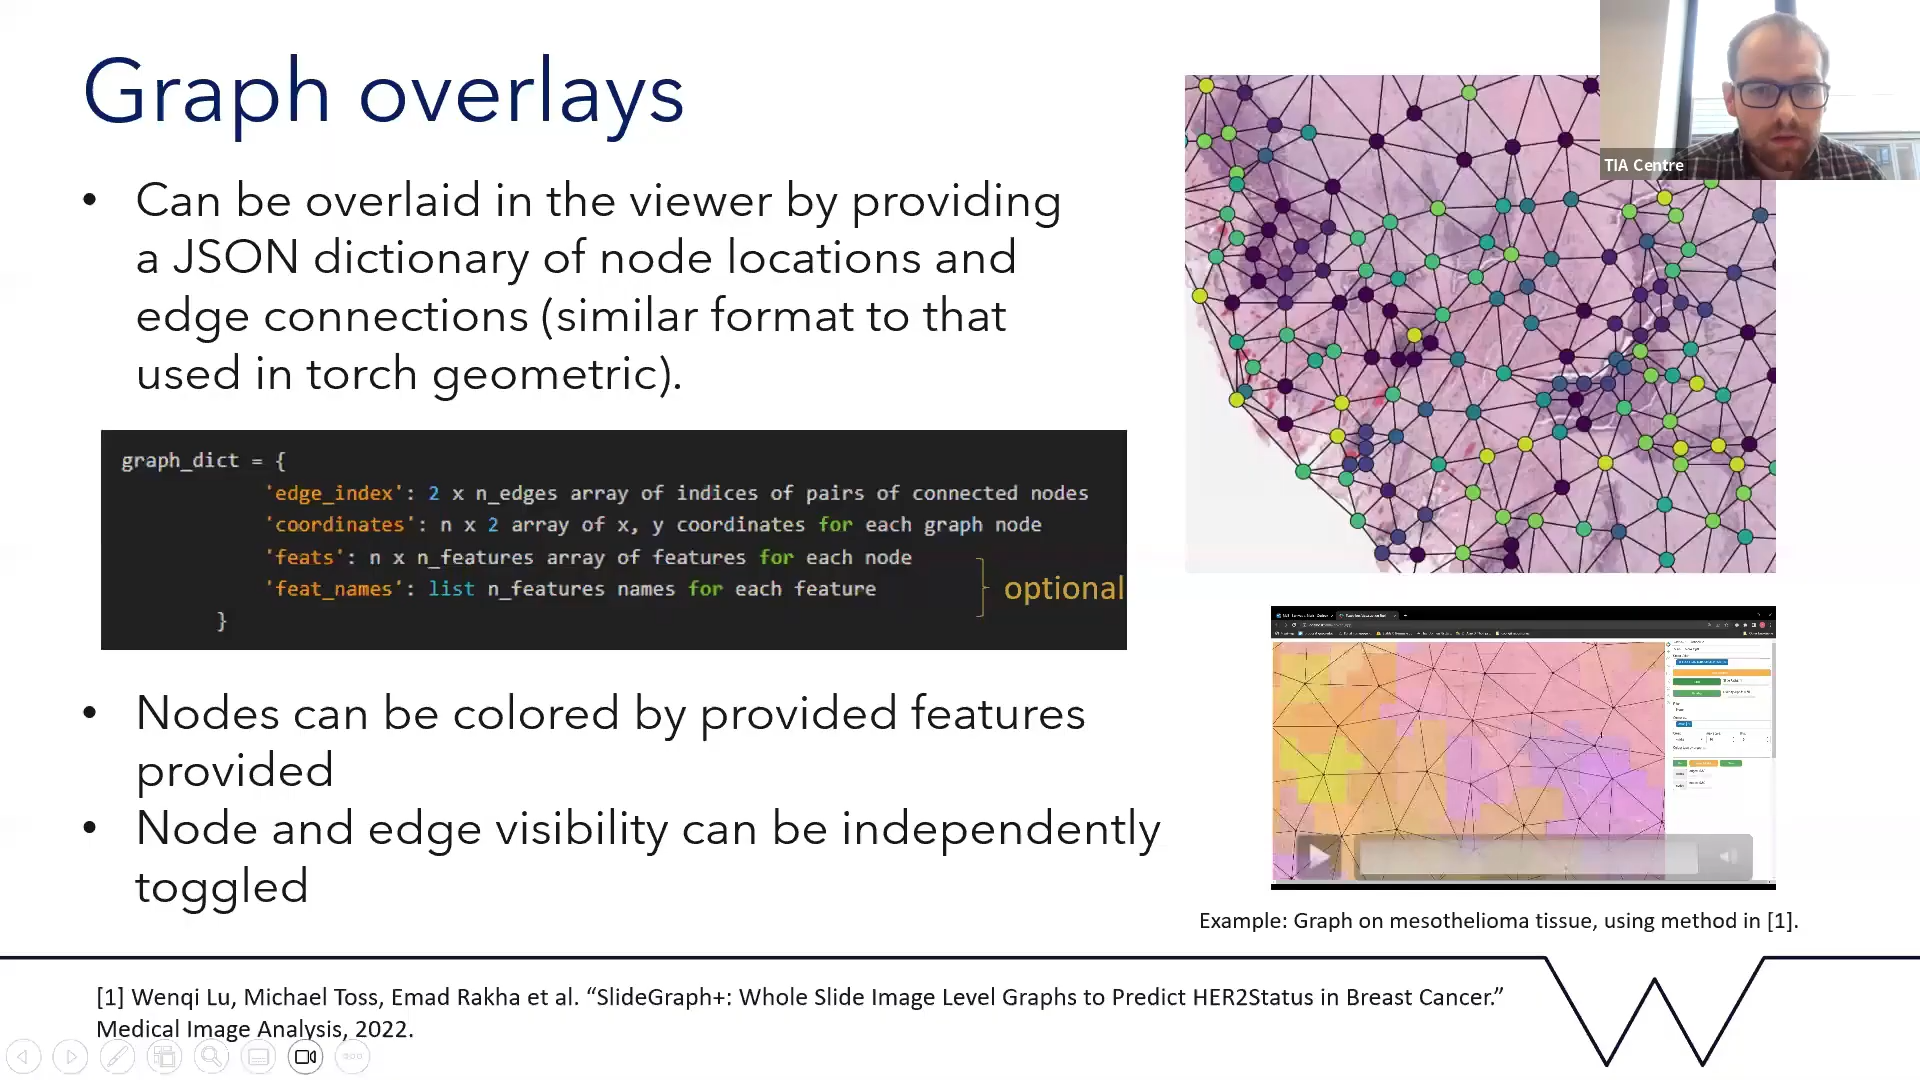 Graph overlays
TIA Centre
• Can be overlaid in the viewer by providing
a JSON dictionary of node locations and
edge connections (similar format to that
used in torch geometric).
graph_dict = {
'edge_index': 2 x n_edges array of indices of pairs of connected nodes
'coordinates': n x 2 array of x, y coordinates for each graph node
'feats': n x n_features array of features for each node
'feat_names': list n_features names for each feature
optional
}
• Nodes can be colored by provided features
provided
• Node and edge visibility can be independently
toggled
Example: Graph on mesothelioma tissue, using method in [1].
[1] Wenqi Lu, Michael Toss, Emad Rakha et al. “SlideGraph+: Whole Slide Image Level Graphs to Predict HER2Status in Breast Cancer.”
Medical Image Analysis, 2022.